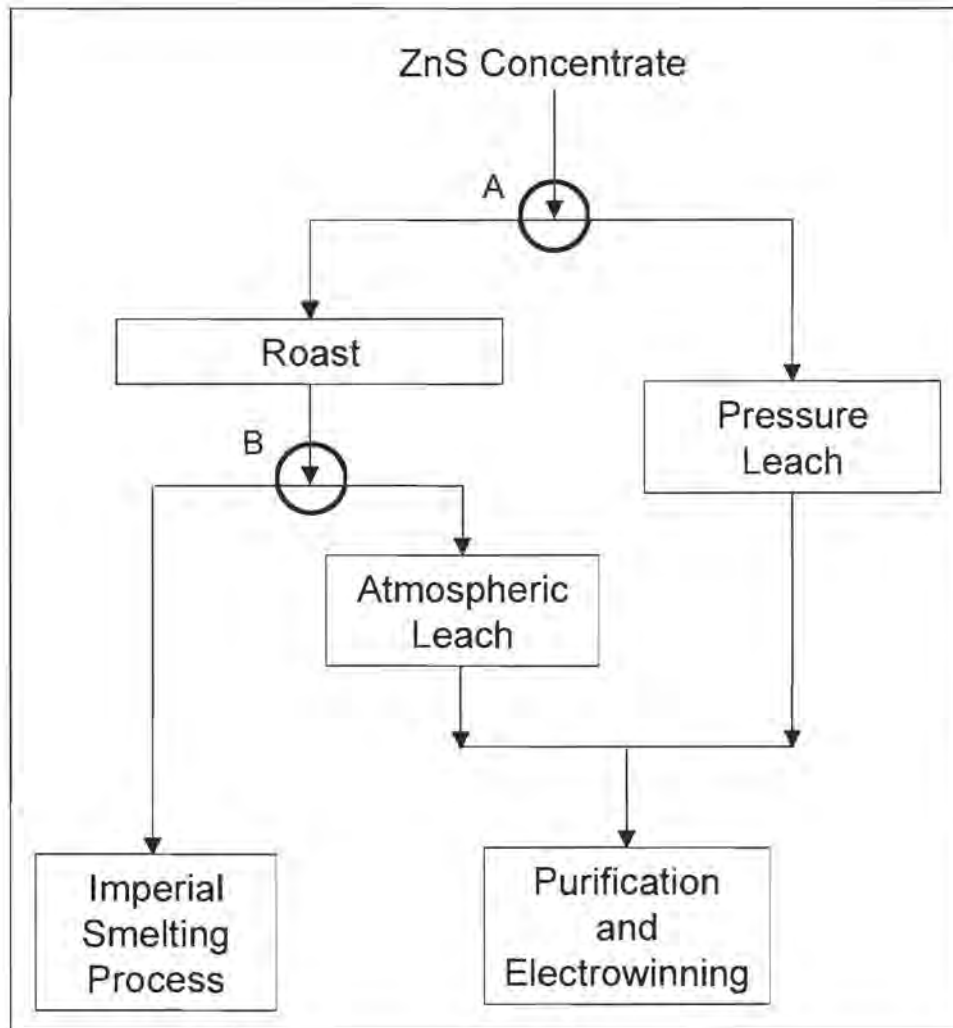 ZnS Concentrate
A
Roast
Pressure
Leach
B
Atmospheric
Leach
Imperial
Smelting
Process
Purification
and
Electrowinning